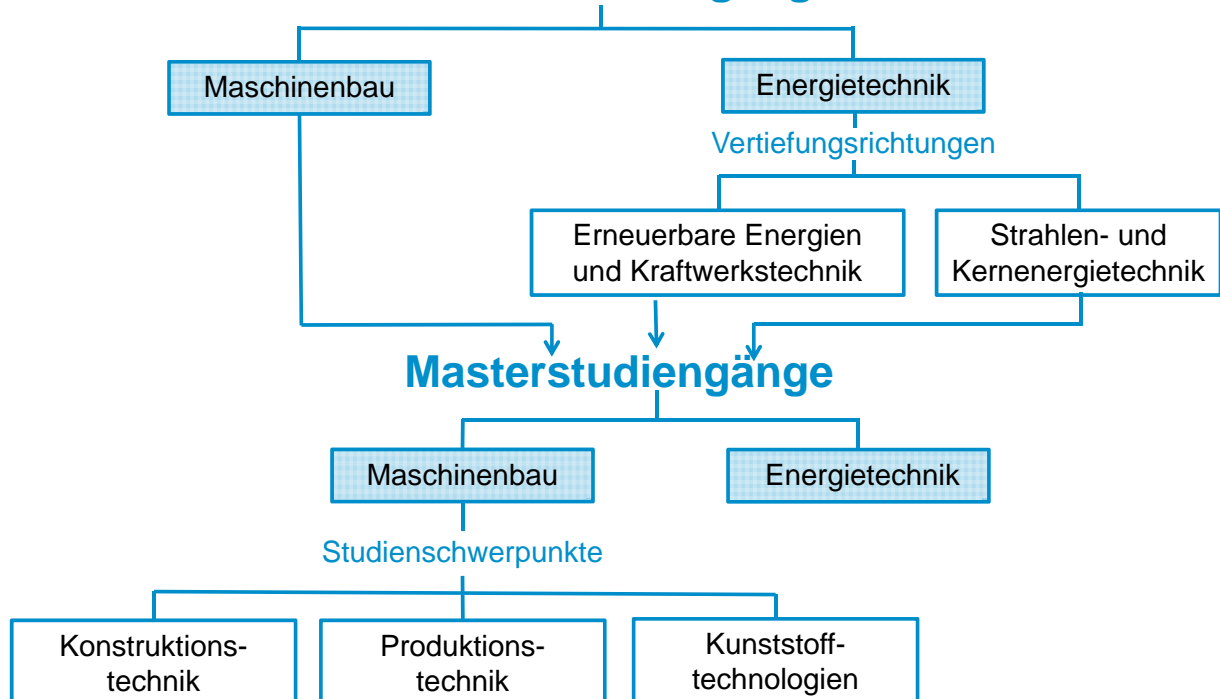 Maschinenbau
Energietechnik
Vertiefungsrichtungen
Erneuerbare Energien
und Kraftwerkstechnik
Strahlen- und
Kernenergietechnik
Masterstudiengänge
Maschinenbau
Energietechnik
Studienschwerpunkte
Konstruktions-
technik
Produktions-
technik
Kunststoff-
technologien